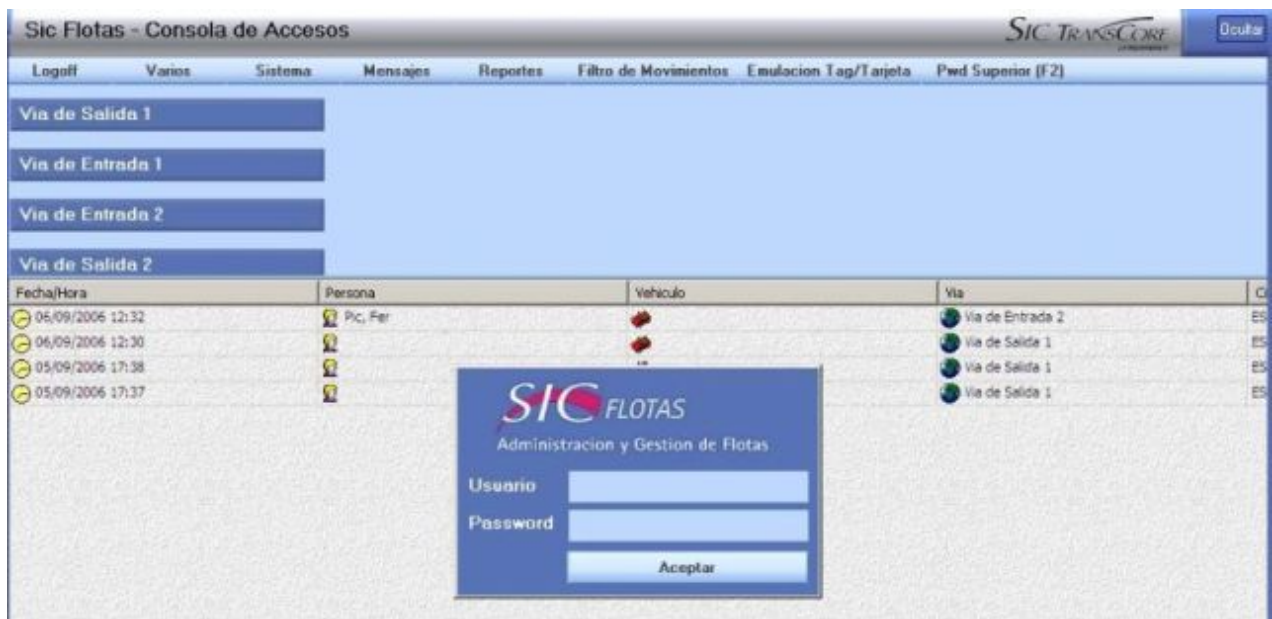 Sic Flotas - Consola de Accesos SIC TRANSCORE Ocultar
Logoff Varios Sistema Mensajes Reportes Filtro de Movimientos Emulacion Tag/Tarjeta Pwd Superior (F2)
Via de Salida 1
Via de Entrada 1
Via de Entrada 2
Via de Salida 2
Fecha/Hora Persona Vehiculo Via
06/09/2006 12:32 Pic, Fer Via de Entrada 2 ES
06/09/2006 12:30 Via de Salida 1 ES
05/09/2006 17:38 Via de Salida 1 ES
05/09/2006 17:37 Via de Salida 1 ES
SIC FLOTAS
Administracion y Gestion de Flotas
Usuario
Password
Aceptar